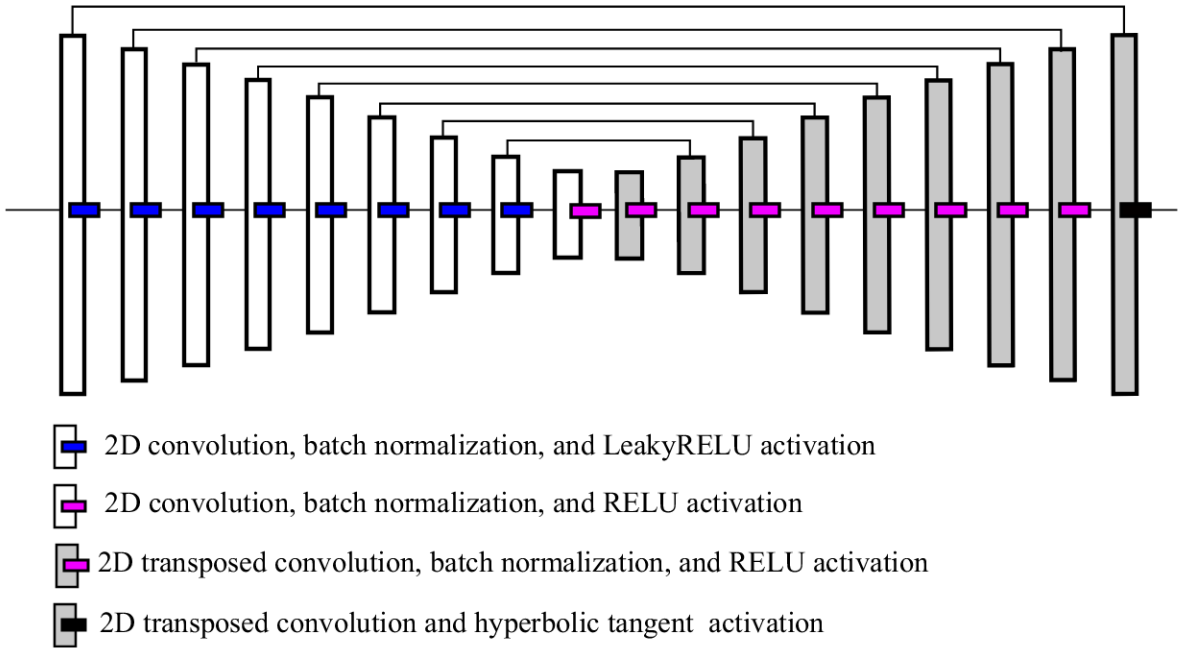 2D convolution, batch normalization, and LeakyRELU activation
2D convolution, batch normalization, and RELU activation
2D transposed convolution, batch normalization, and RELU activation
2D transposed convolution and hyperbolic tangent activation